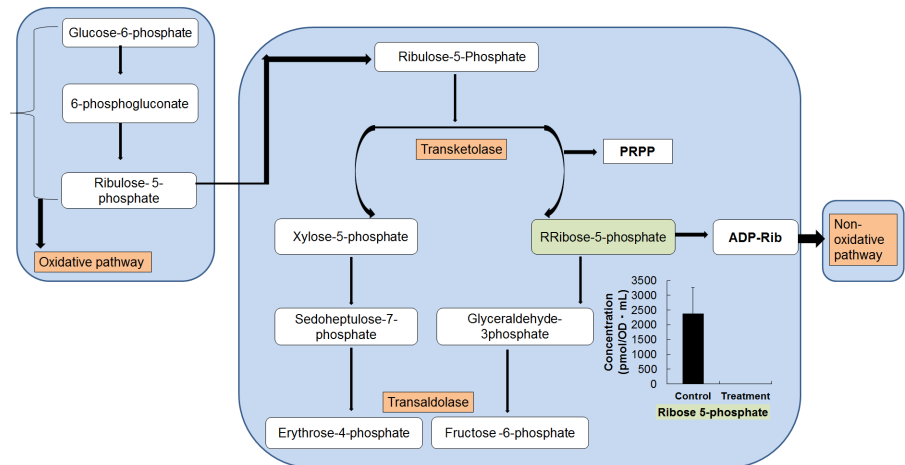 Glucose-6-phosphate
6-phosphogluconate
Ribulose- 5-
phosphate
Oxidative pathway
Ribulose-5-Phosphate
Transketolase
PRPP
Xylose-5-phosphate
RRibose-5-phosphate
ADP-Rib
Non-
oxidative
pathway
Sedoheptulose-7-
phosphate
Glyceraldehyde-
3phosphate
Transaldolase
Erythrose-4-phosphate
Fructose-6-phosphate
Concentration
(pmol/OD・mL)
3500
3000
2500
2000
1500
1000
500
0
Control
Treatment
Ribose 5-phosphate